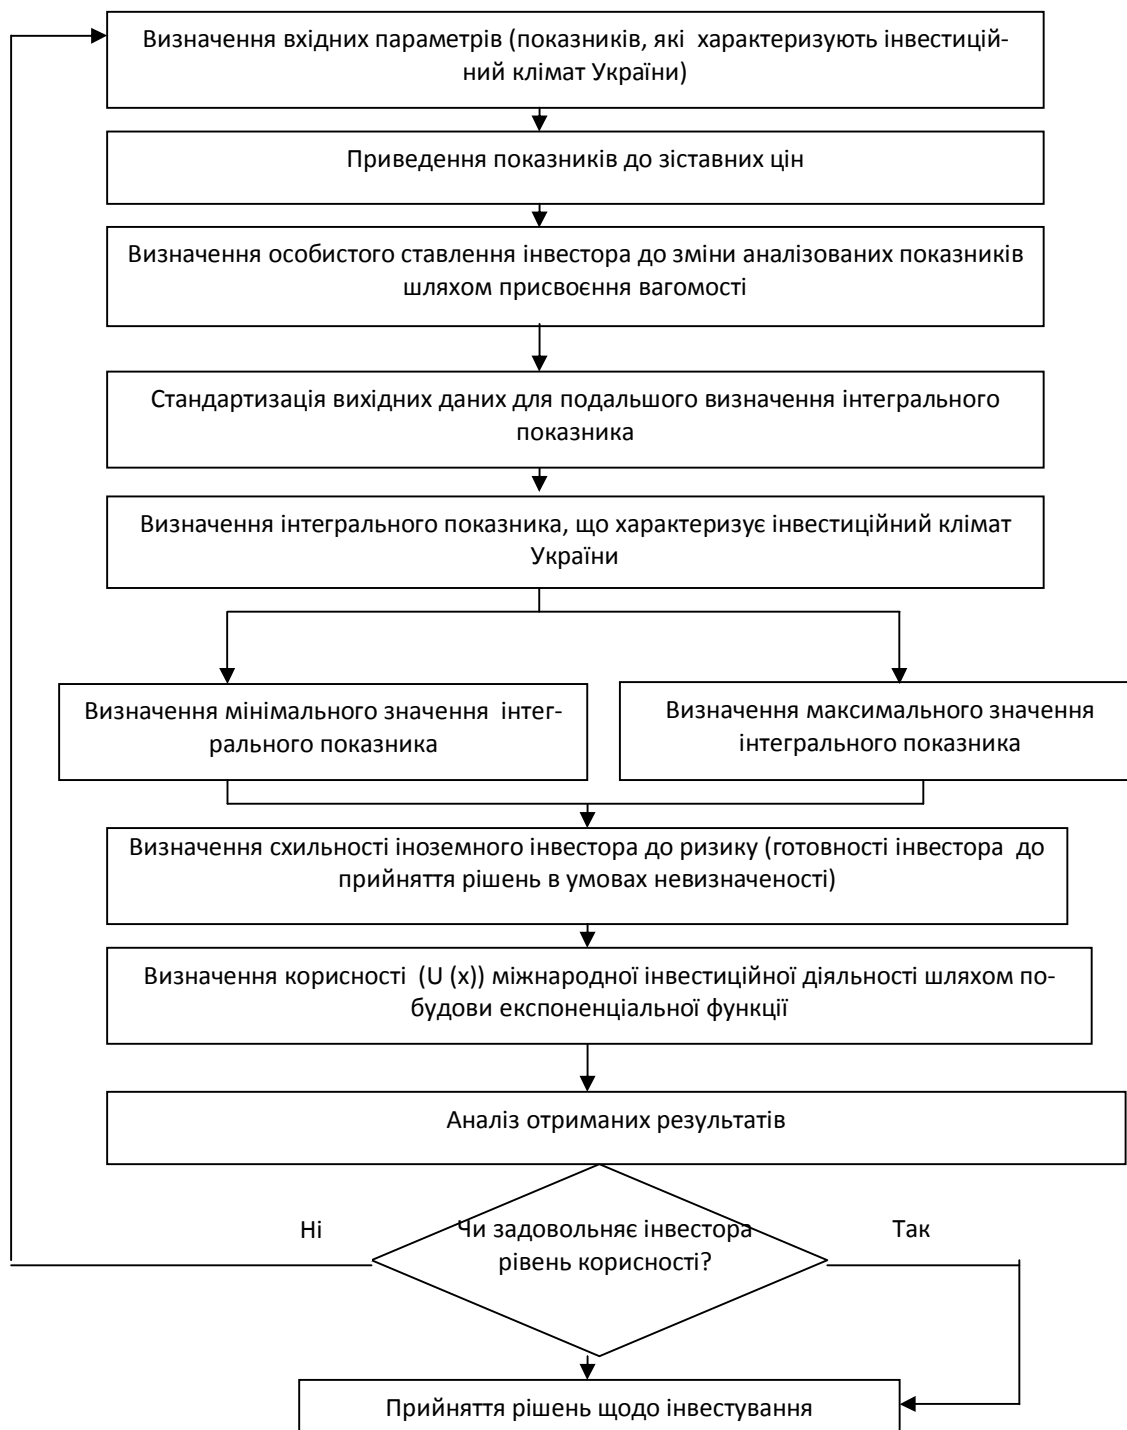 Визначення вхідних параметрів (показників, які характеризують інвестицій-
ний клімат України)
Приведення показників до зіставних цін
Визначення особистого ставлення інвестора до зміни аналізованих показників
шляхом присвоєння вагомості
Стандартизація вихідних даних для подальшого визначення інтегрального
показника
Визначення інтегрального показника, що характеризує інвестиційний клімат
України
Визначення мінімального значення інтег-
рального показника
Визначення максимального значення
інтегрального показника
Визначення схильності іноземного інвестора до ризику (готовності інвестора до
прийняття рішень в умовах невизначеності)
Визначення корисності (U (x)) міжнародної інвестиційної діяльності шляхом по-
будови експоненціальної функції
Аналіз отриманих результатів
Ні
Чи задовольняє інвестора
рівень корисності?
Так
Прийняття рішень щодо інвестування